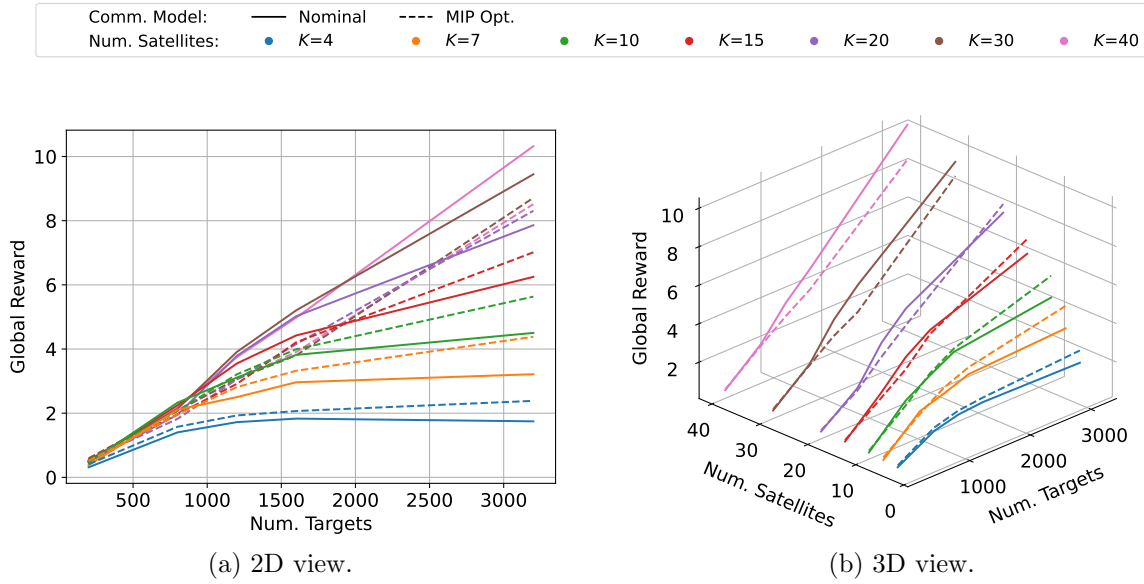 Comm. Model: Nominal MIP Opt.
Num. Satellites: K=4 K=7 K=10 K=15 K=20 K=30 K=40
10
8
6
4
2
0
Global Reward
500 1000 1500 2000 2500 3000
Num. Targets
(a) 2D view.
10
8
6
4
2
Global Reward
40
30
20
10
0
Num. Satellites
1000
2000
3000
Num. Targets
(b) 3D view.